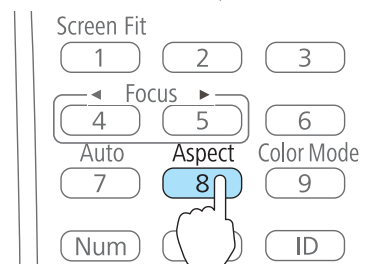 Screen Fit
1 2 3
◄ Focus ►
4 5 6
Auto Aspect Color Mode
7 8 9
Num ID